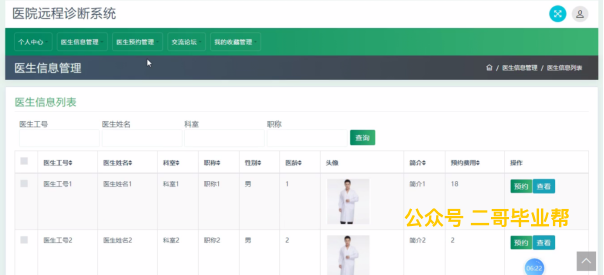 医院远程诊断系统
个人中心 医生信息管理 医生预约管理 交流论坛 我的收藏管理
医生信息管理 / 医生信息管理 / 医生信息列表
医生信息列表
医生工号 医生姓名 科室 职称
查询
医生工号 医生姓名 科室 职称 性别 医龄 头像 简介 预约费用 操作
医生工号1 医生姓名1 科室1 职称1 男 1 简介1 18 预约 查看
公众号 二哥毕业帮
医生工号2 医生姓名2 科室2 职称2 男 2 简介2 2 预约 查看
06:22